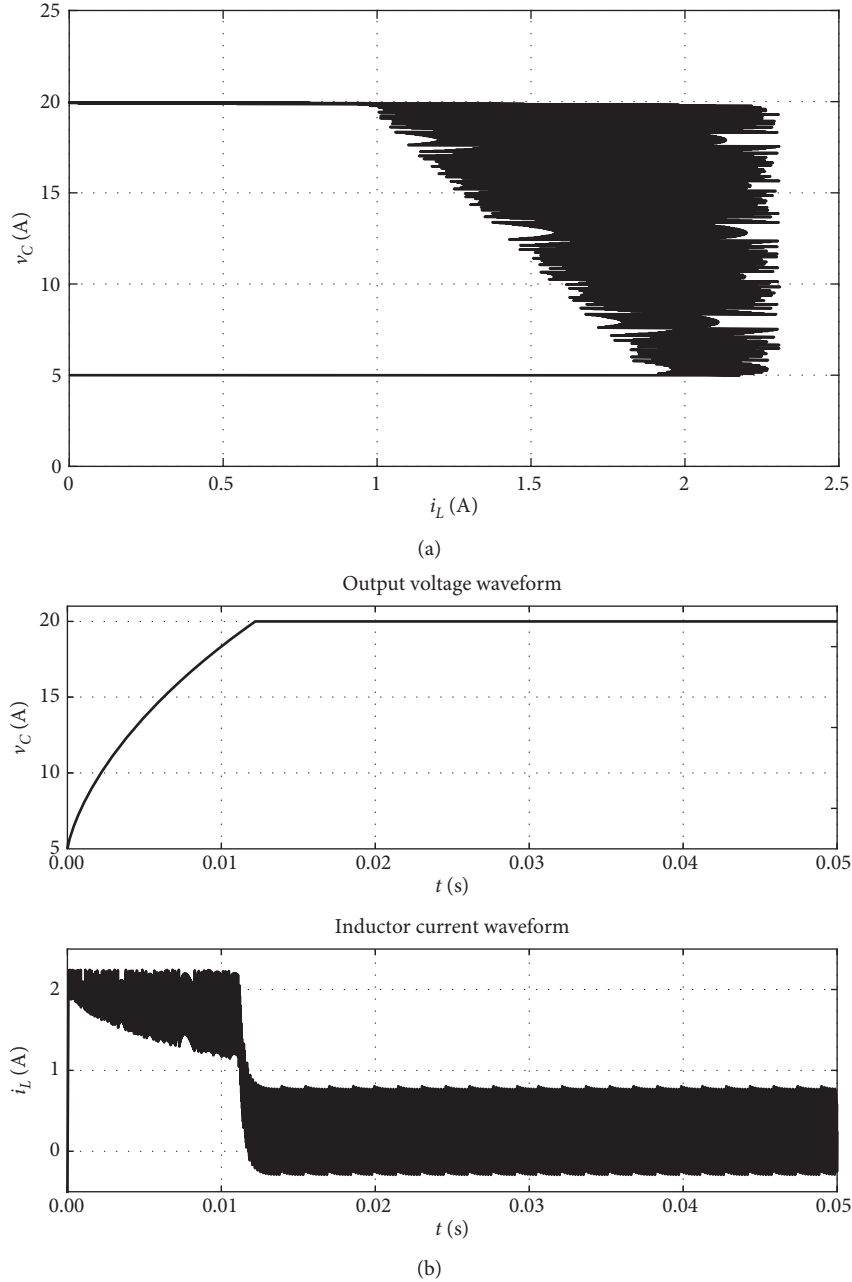 25
20
15
10
5
0
v_C (A)
0 0.5 1 1.5 2 2.5
i_L (A)
(a)
Output voltage waveform
20
15
10
5
v_C (A)
0.00 0.01 0.02 0.03 0.04 0.05
t (s)
Inductor current waveform
2
1
0
i_L (A)
0.00 0.01 0.02 0.03 0.04 0.05
t (s)
(b)